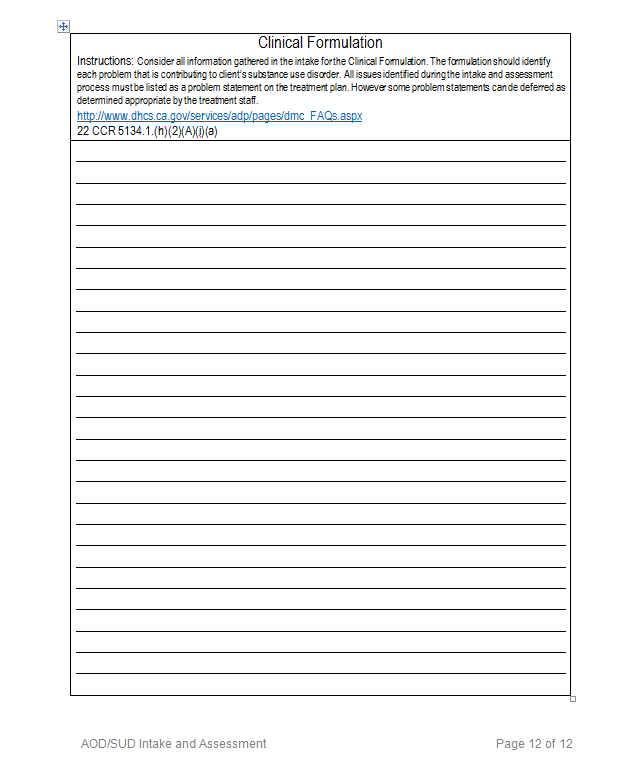 Clinical Formulation
Instructions: Consider all information gathered in the intake for the Clinical Formulation. The formulation should identify
each problem that is contributing to client's substance use disorder. All issues identified during the intake and assessment
process must be listed as a problem statement on the treatment plan. However some problem statements can de deferred as
determined appropriate by the treatment staff.
http://www.dhcs.ca.gov/services/adp/pages/dmc_FAQs.aspx
22 CCR 5134.1.(h)(2)(A)(i)(a)
AOD/SUD Intake and Assessment Page 12 of 12